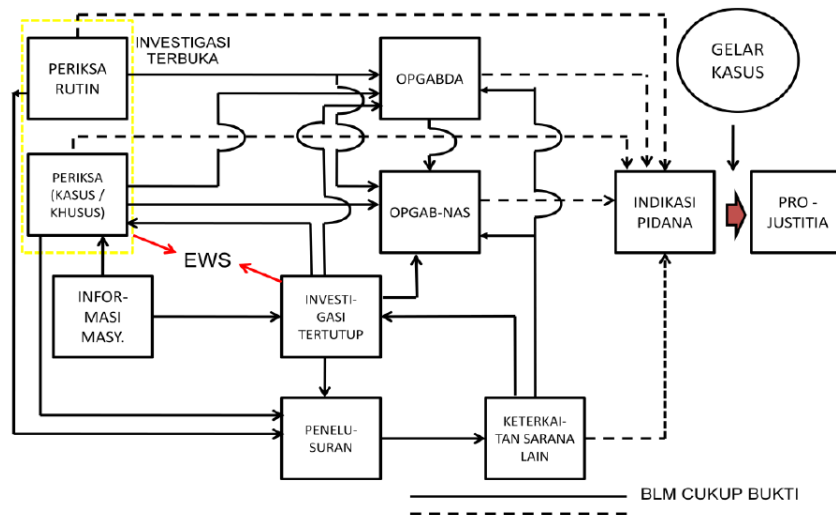 INVESTIGASI
TERBUKA
PERIKSA
RUTIN
OPGABDA
GELAR
KASUS
PERIKSA
(KASUS /
KHUSUS)
OPGAB-NAS
INDIKASI
PIDANA
PRO -
JUSTITIA
EWS
INFOR-
MASI
MASY.
INVESTI-
GASI
TERTUTUP
PENELU-
SURAN
KETERKAI-
TAN SARANA
LAIN
BLM CUKUP BUKTI